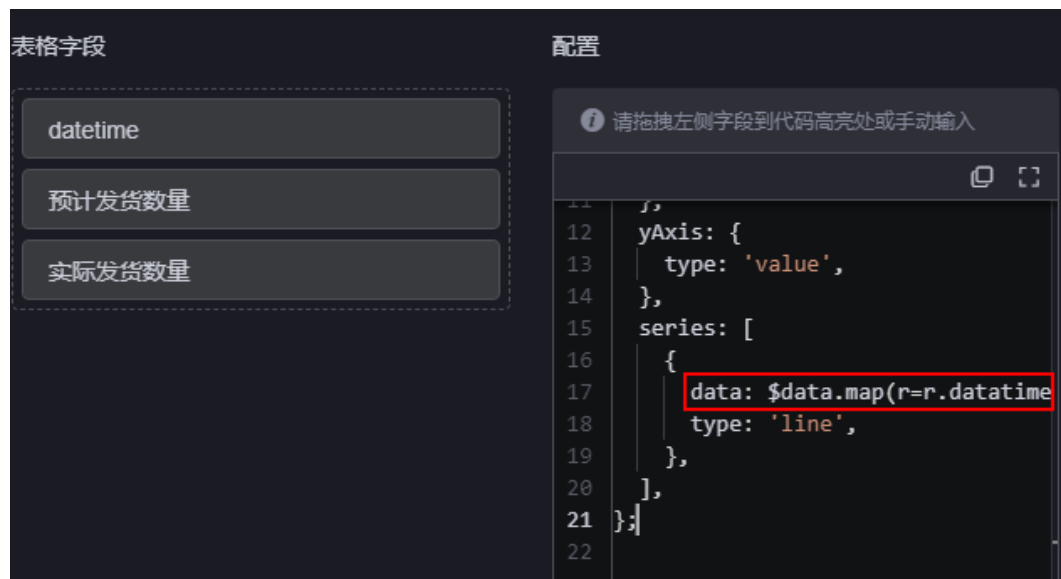 表格字段
配置
datetime
预计发货数量
实际发货数量
请拖拽左侧字段到代码高亮处或手动输入
11 },
12 yAxis: {
13 type: 'value',
14 },
15 series: [
16 {
17 data: $data.map(r=r.datatime
18 type: 'line',
19 },
20 ],
21 };
22